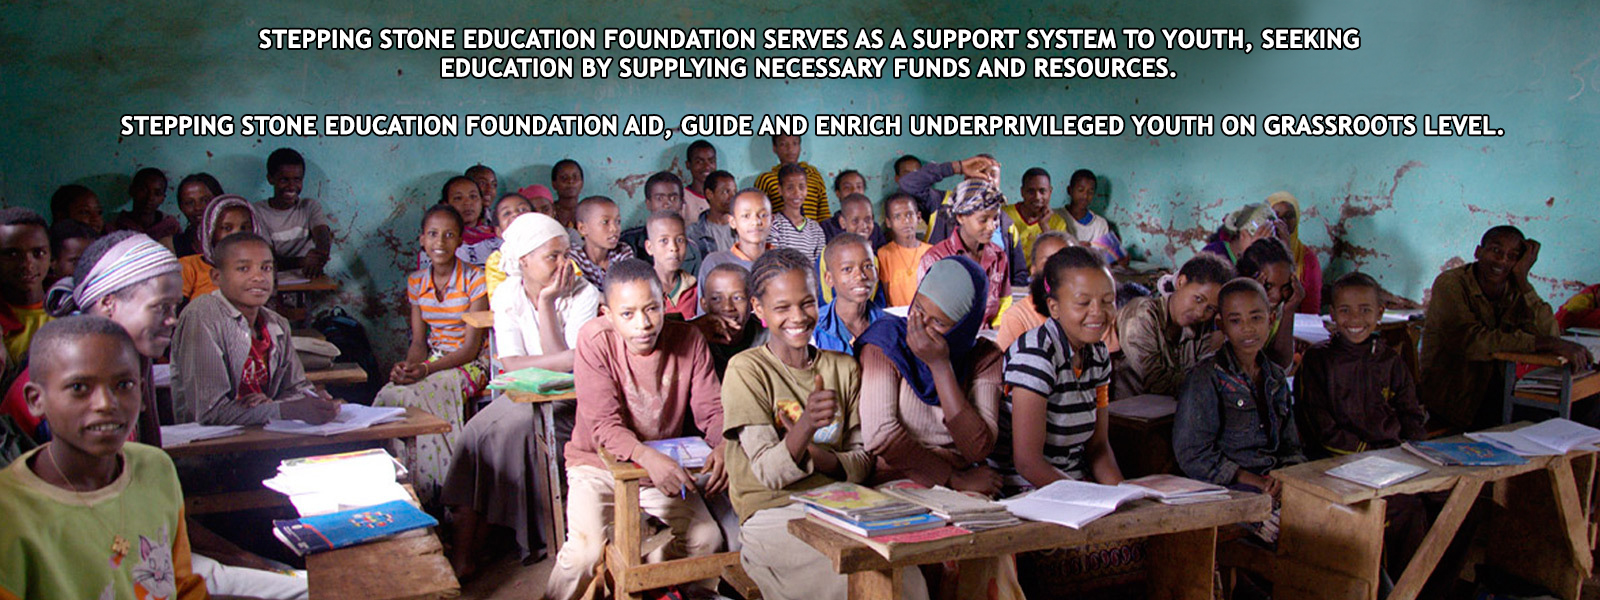 STEPPING STONE EDUCATION FOUNDATION SERVES AS A SUPPORT SYSTEM TO YOUTH, SEEKING
EDUCATION BY SUPPLYING NECESSARY FUNDS AND RESOURCES.
STEPPING STONE EDUCATION FOUNDATION AID, GUIDE AND ENRICH UNDERPRIVILEGED YOUTH ON GRASSROOTS LEVEL.